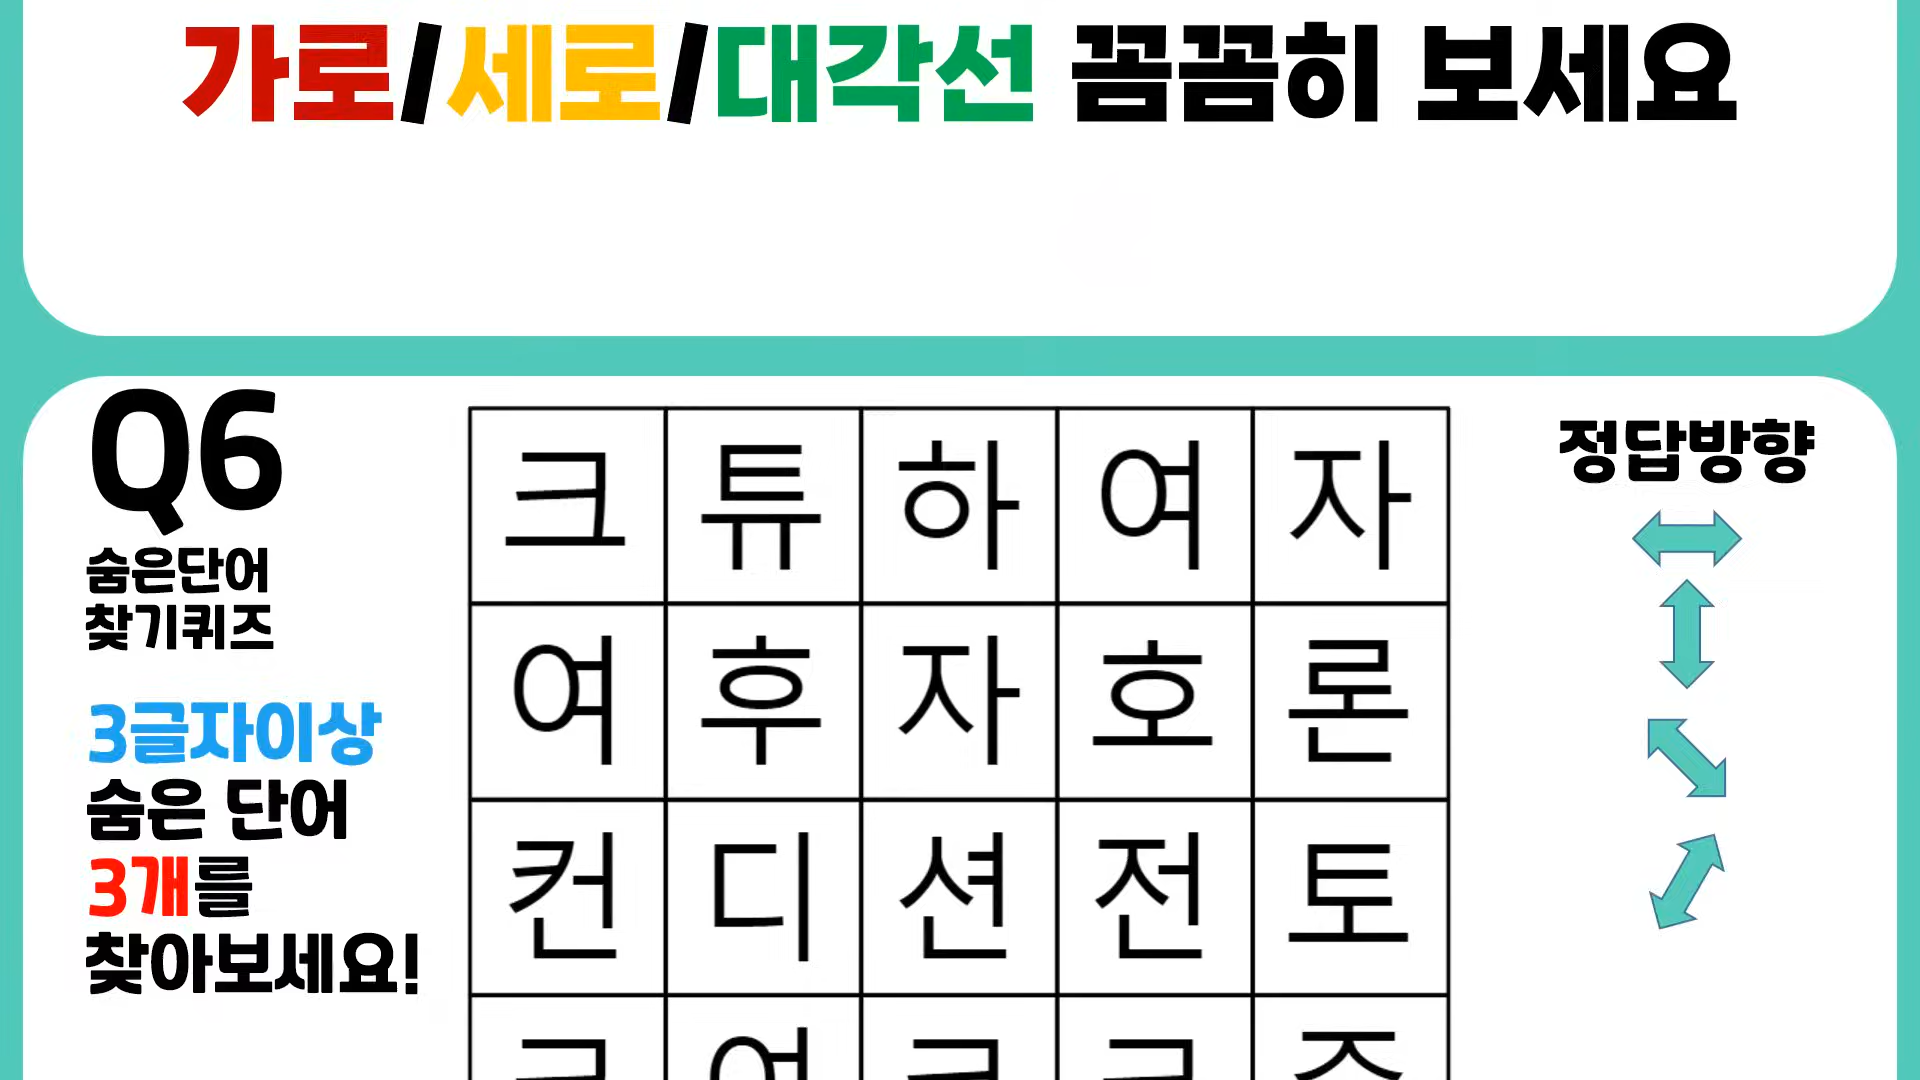 가로/세로/대각선 꼼꼼히 보세요
Q6
숨은단어
찾기퀴즈
3글자이상
숨은 단어
3개를
찾아보세요!
크 튜 하 여 자
여 후 자 호 론
컨 디 션 전 토
정답방향